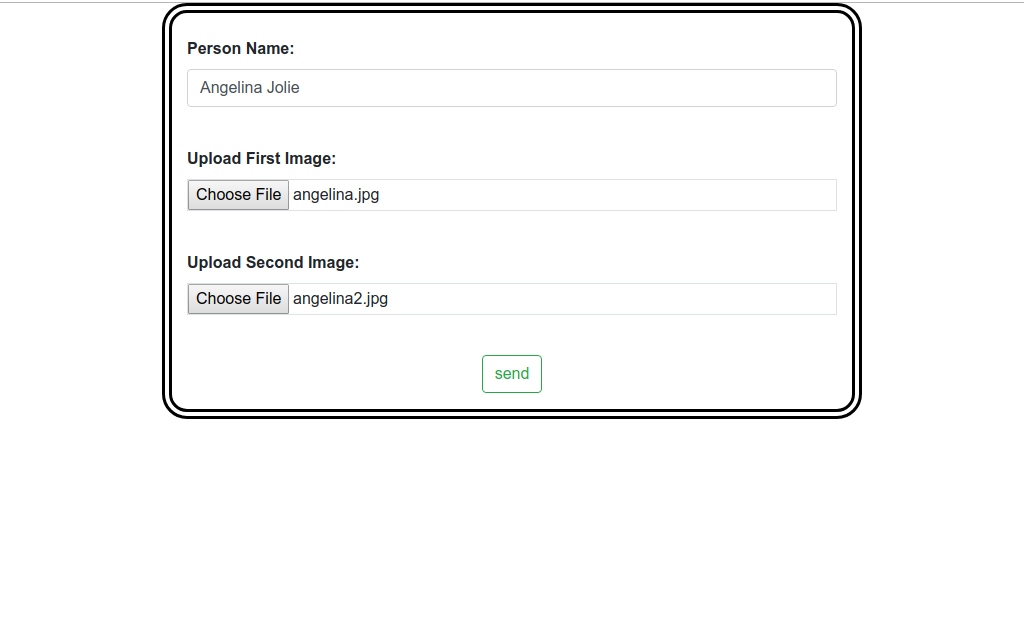 Person Name:
Angelina Jolie
Upload First Image:
Choose File angelina.jpg
Upload Second Image:
Choose File angelina2.jpg
send